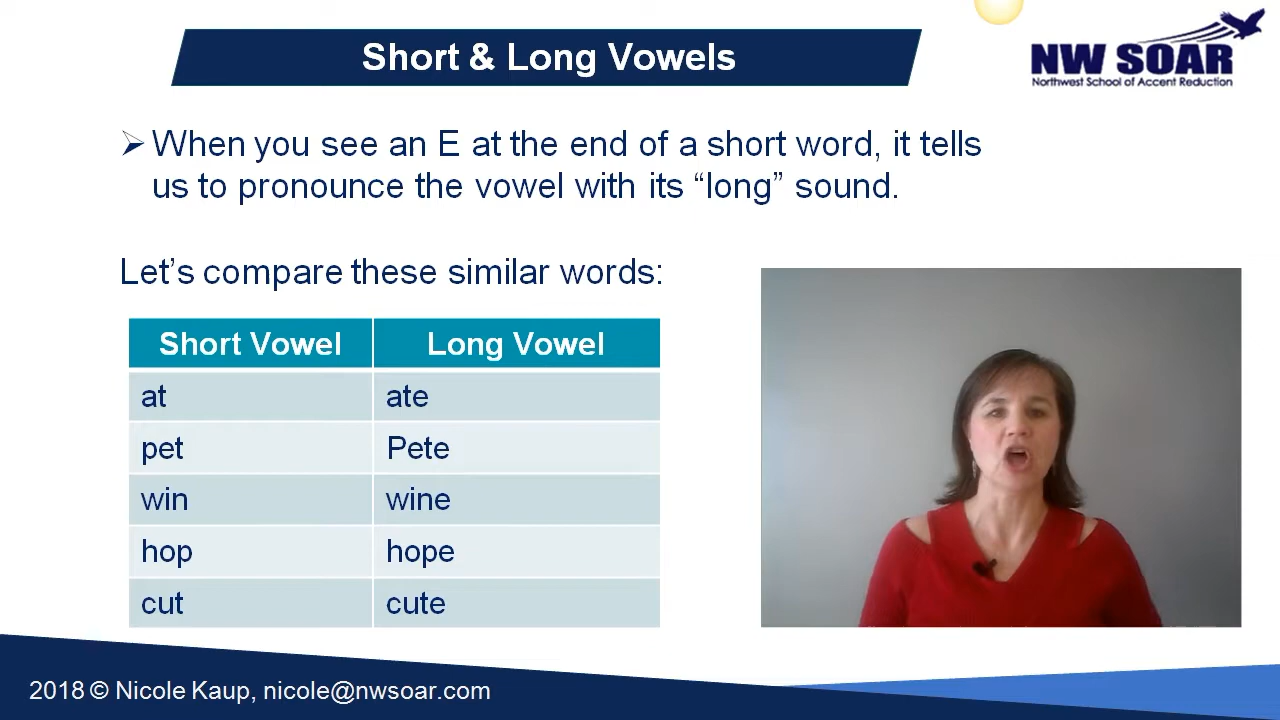 Short & Long Vowels
NW SOAR
Northwest School of Accent Reduction
When you see an E at the end of a short word, it tells
us to pronounce the vowel with its “long” sound.
Let's compare these similar words:
Short Vowel Long Vowel
at ate
pet Pete
win wine
hop hope
cut cute
2018 © Nicole Kaup, nicole@nwsoar.com